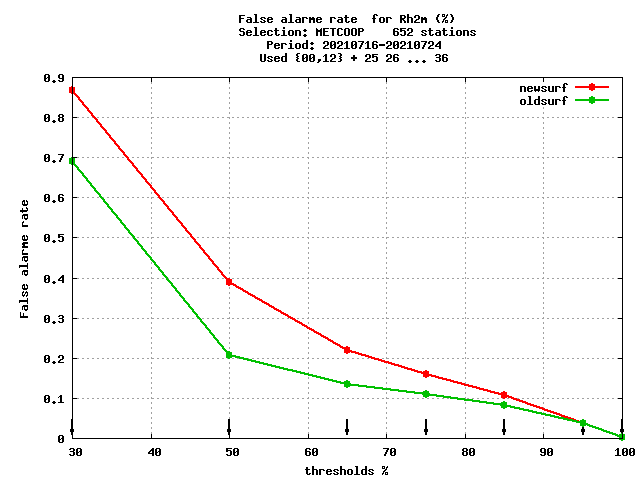 False alarme rate  for Rh2m (%)
Selection: METCOOP    652 stations
Period: 20210716-20210724
Used {00,12} + 25 26 ... 36
newsurf
oldsurf
0,9
0,8
0,7
0,6
0,5
0,4
0,3
0,2
0,1
0
False alarme rate
30 40 50 60 70 80 90 100
thresholds %